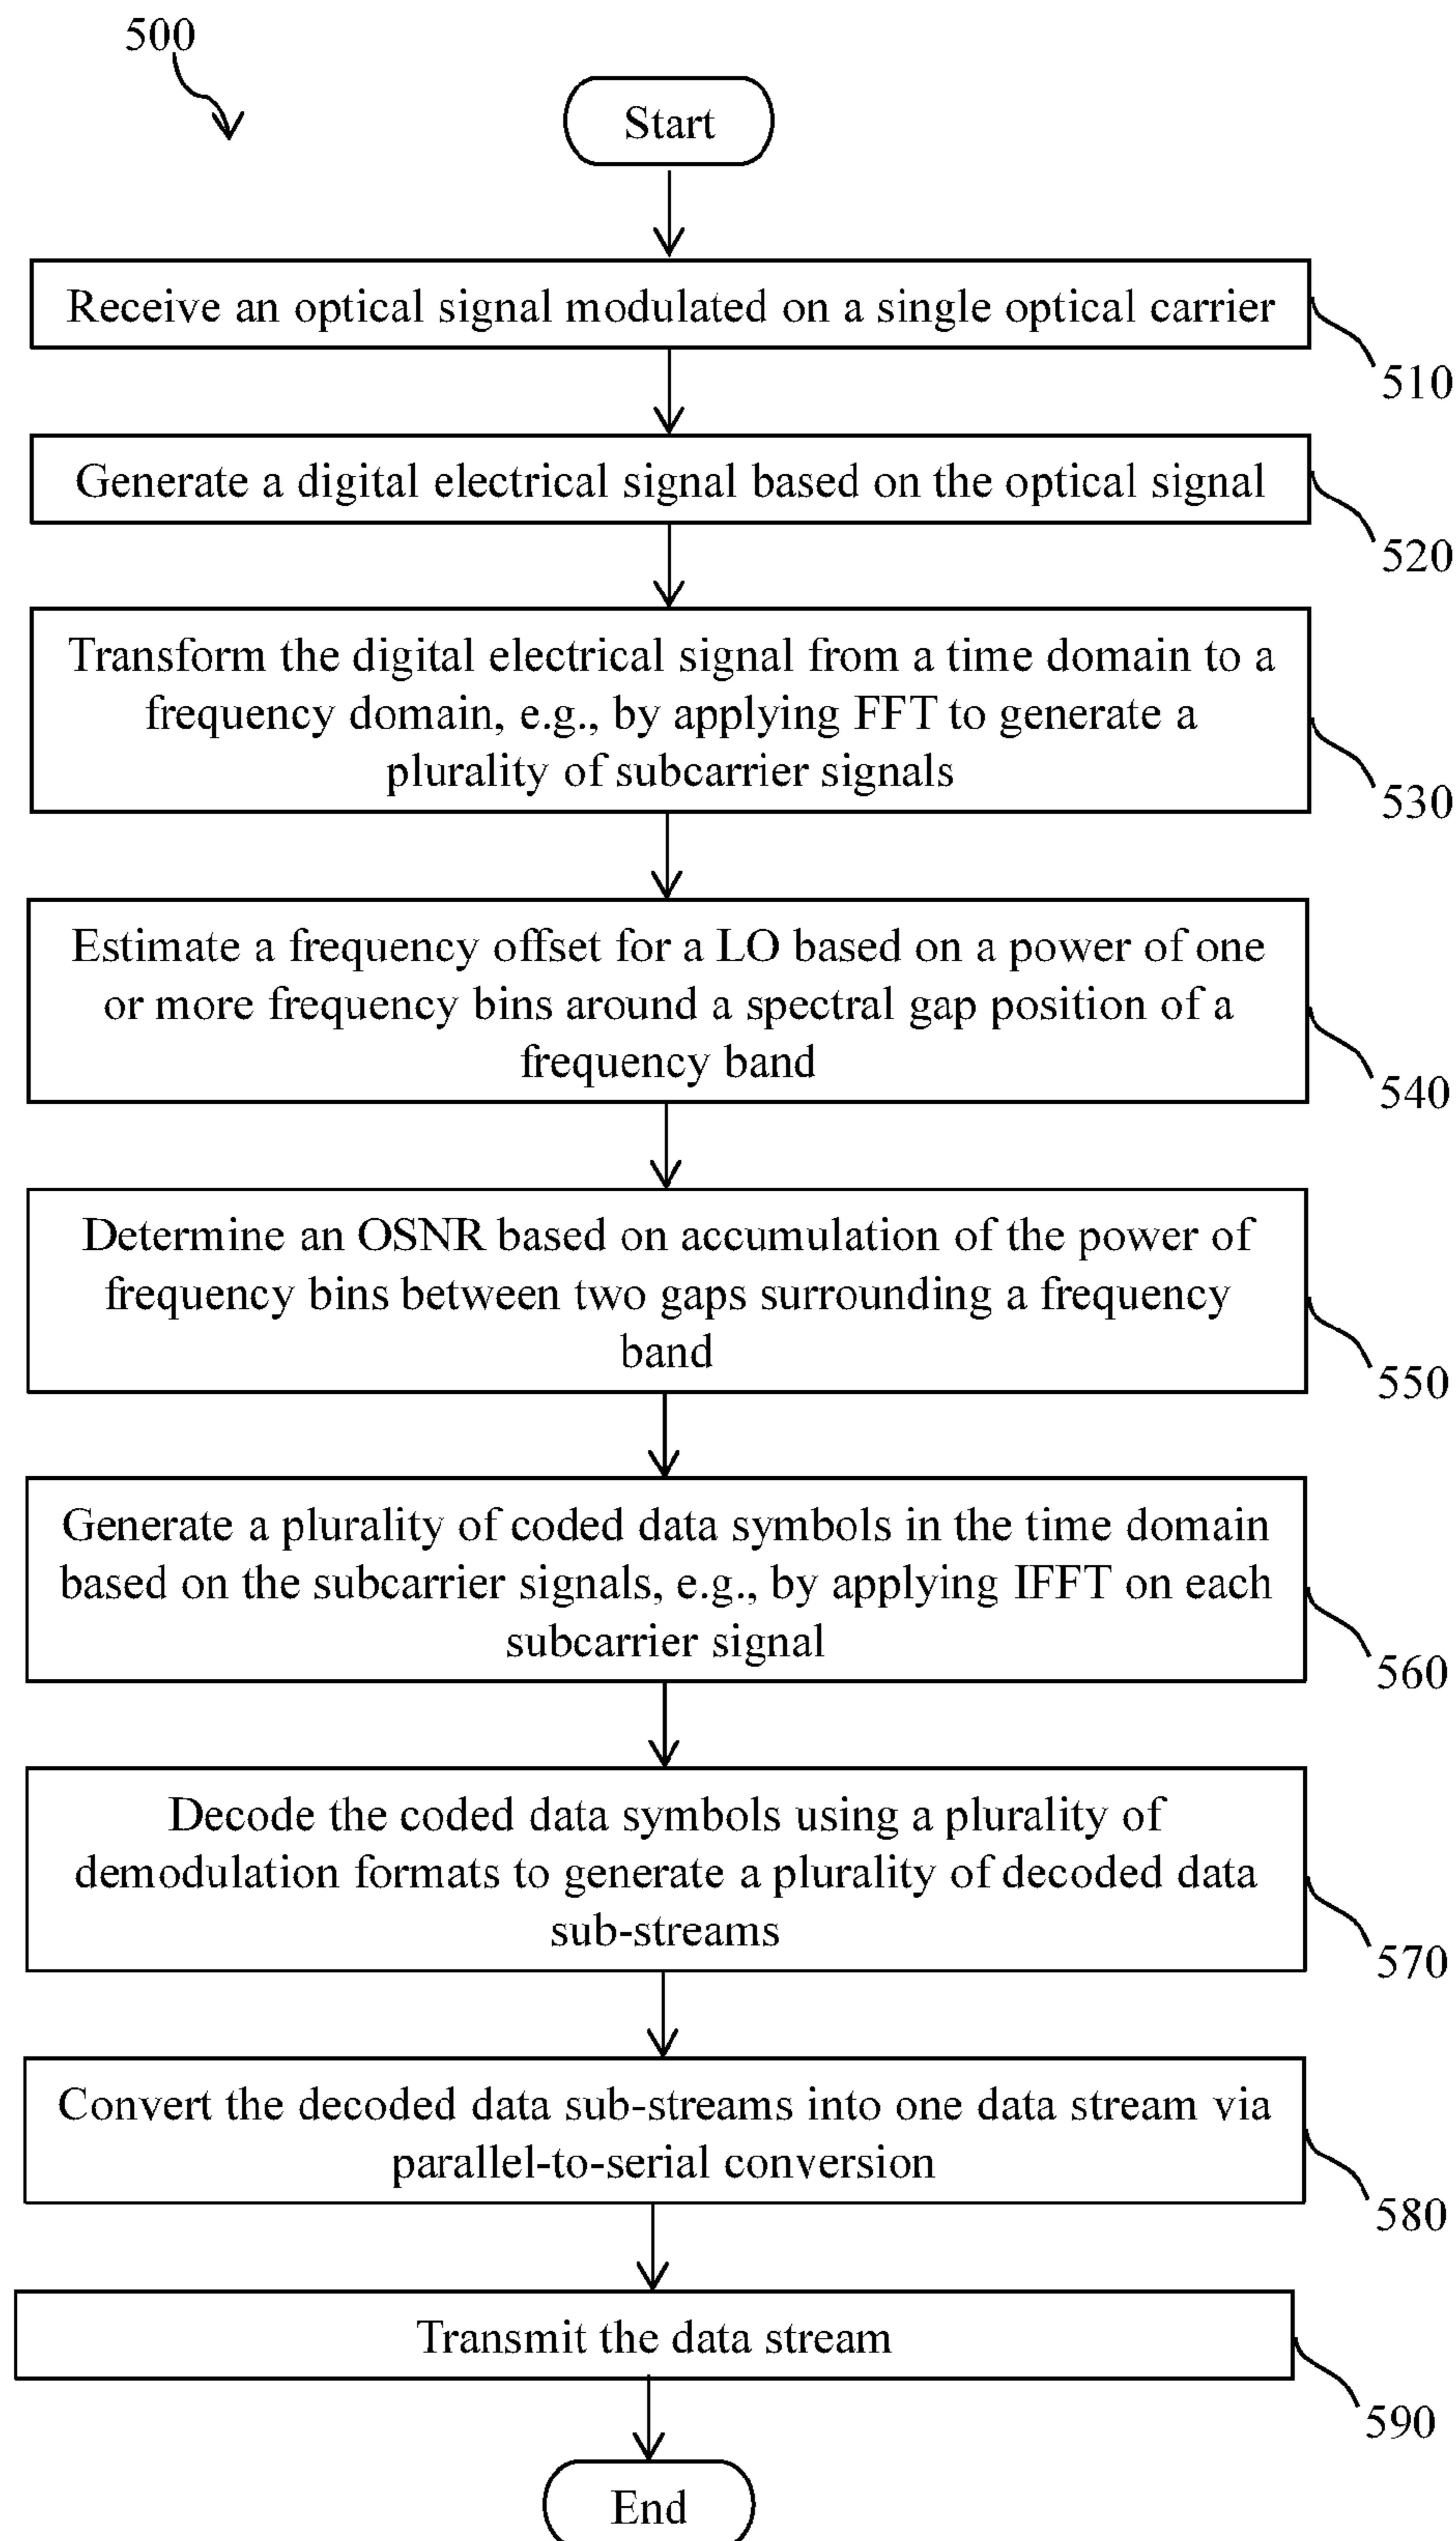 500
Start
Receive an optical signal modulated on a single optical carrier
510
Generate a digital electrical signal based on the optical signal
520
Transform the digital electrical signal from a time domain to a
frequency domain, e.g., by applying FFT to generate a
plurality of subcarrier signals
530
Estimate a frequency offset for a LO based on a power of one
or more frequency bins around a spectral gap position of a
frequency band
540
Determine an OSNR based on accumulation of the power of
frequency bins between two gaps surrounding a frequency
band
550
Generate a plurality of coded data symbols in the time domain
based on the subcarrier signals, e.g., by applying IFFT on each
subcarrier signal
560
Decode the coded data symbols using a plurality of
demodulation formats to generate a plurality of decoded data
sub-streams
570
Convert the decoded data sub-streams into one data stream via
parallel-to-serial conversion
580
Transmit the data stream
590
End